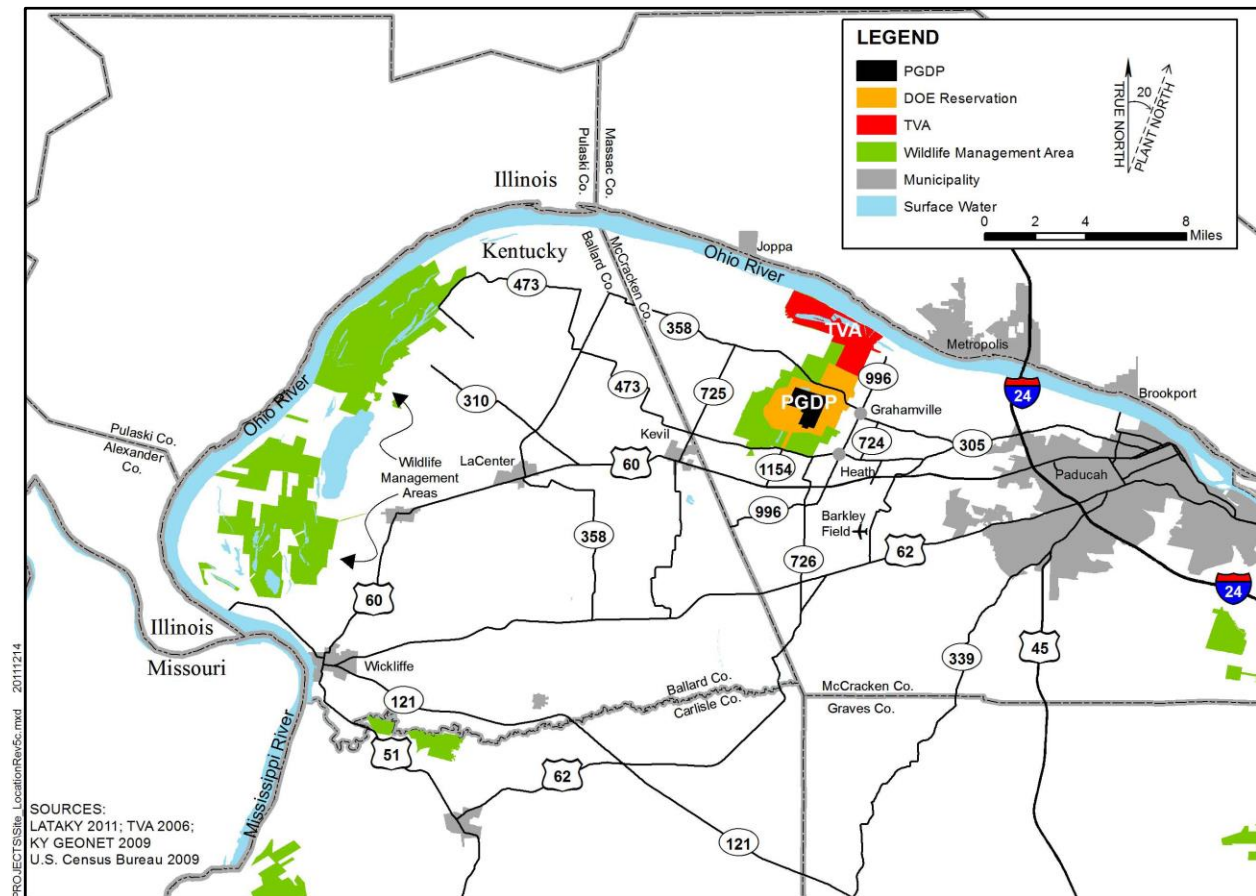 LEGEND
PGDP
DOE Reservation
TVA
Wildlife Management Area
Municipality
Surface Water
TRUE NORTH
20
PLANT NORTH
0 2 4 8
Miles
Pulaski Co.
Massac Co.
Illinois
Kentucky
Ballard Co.
McCracken Co.
Ohio River
Joppa
473
358
TVA
Metropolis
996
24
Brookport
Ohio River
310
473
725
PGDP
Grahamville
724
305
Pulaski Co.
Alexander
Co.
Wildlife
Management
Areas
LaCenter
Kevil
60
1154
Heath
Paducah
996
Barkley
Field
358
726
62
60
24
Illinois
Missouri
Wickliffe
339
45
121
Ballard Co.
Carlisle Co.
McCracken Co.
Graves Co.
51
62
Mississippi River
121
SOURCES:
LATAKY 2011; TVA 2006;
KY GEONET 2009
U.S. Census Bureau 2009
PROJECTS\Site_LocationRev5c.mxd 20111214